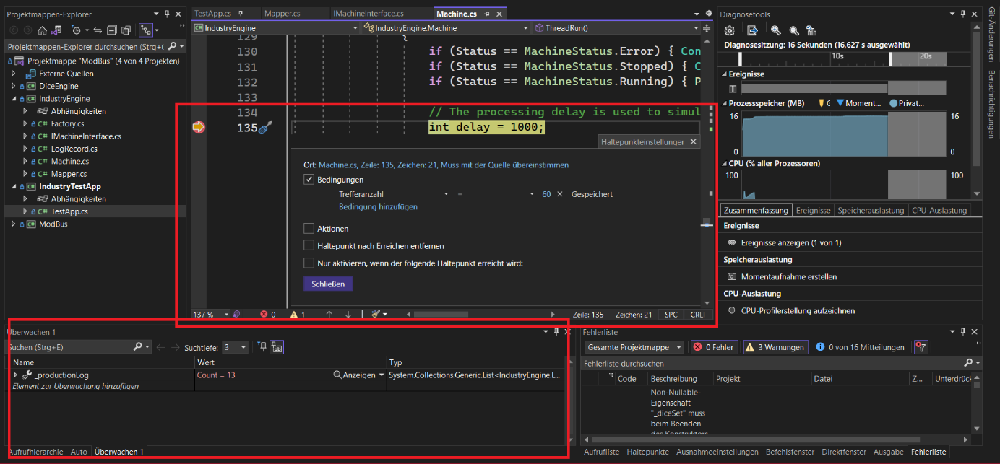 Projektmappen-Explorer
Projektmappen-Explorer durchsuchen (Strg+ü
Projektmappe "ModBus" (4 von 4 Projekten)
Externe Quellen
DiceEngine
IndustryEngine
Abhängigkeiten
Factory.cs
IMachineInterface.cs
LogRecord.cs
Machine.cs
Mapper.cs
IndustryTestApp
Abhängigkeiten
TestApp.cs
ModBus
TestApp.cs Mapper.cs IMachineInterface.cs Machine.cs
IndustryEngine IndustryEngine.Machine ThreadRun()
129 {
130 if (Status == MachineStatus.Error) { Con
131 if (Status == MachineStatus.Stopped) { C
132 if (Status == MachineStatus.Running) { P
133
134 // The processing delay is used to simul
135 int delay = 1000;
Haltepunkteinstellungen
Ort: Machine.cs, Zeile: 135, Zeichen: 21, Muss mit der Quelle übereinstimmen
Bedingungen
Trefferanzahl = 60 Gespeichert
Bedingung hinzufügen
Aktionen
Haltepunkt nach Erreichen entfernen
Nur aktivieren, wenn der folgende Haltepunkt erreicht wird:
Schließen
137 % 0 1 Zeile: 135 Zeichen: 21 SPC CRLF
Diagnosetools
Diagnosesitzung: 16 Sekunden (16,627 s ausgewählt)
10s 20s
Ereignisse
Prozessspeicher (MB) Moment... Privat...
16 16
0 0
CPU (% aller Prozessoren)
100 100
Zusammenfassung Ereignisse Speicherauslastung CPU-Auslastung
Ereignisse
Ereignisse anzeigen (1 von 1)
Speicherauslastung
Momentaufnahme erstellen
CPU-Auslastung
CPU-Profilerstellung aufzeichnen
Git-Änderungen
Benachrichtigungen
Überwachen 1
Suchen (Strg+E) Suchtiefe: 3
Name Wert Typ
_productionLog Count = 13 Anzeigen System.Collections.Generic.List<IndustryEngine.L...
Element zur Überwachung hinzufügen
Aufrufhierarchie Auto Überwachen 1
Fehlerliste
Gesamte Projektmappe 0 Fehler 3 Warnungen 0 von 16 Mitteilungen
Fehlerliste durchsuchen
Code Beschreibung Projekt Datei Z... Unterdrück
Non-Nullable-
Eigenschaft
"_diceSet" muss
beim Beenden
des Konstruktors
Aufrufliste Haltepunkte Ausnahmeeinstellungen Befehlsfenster Direktfenster Ausgabe Fehlerliste